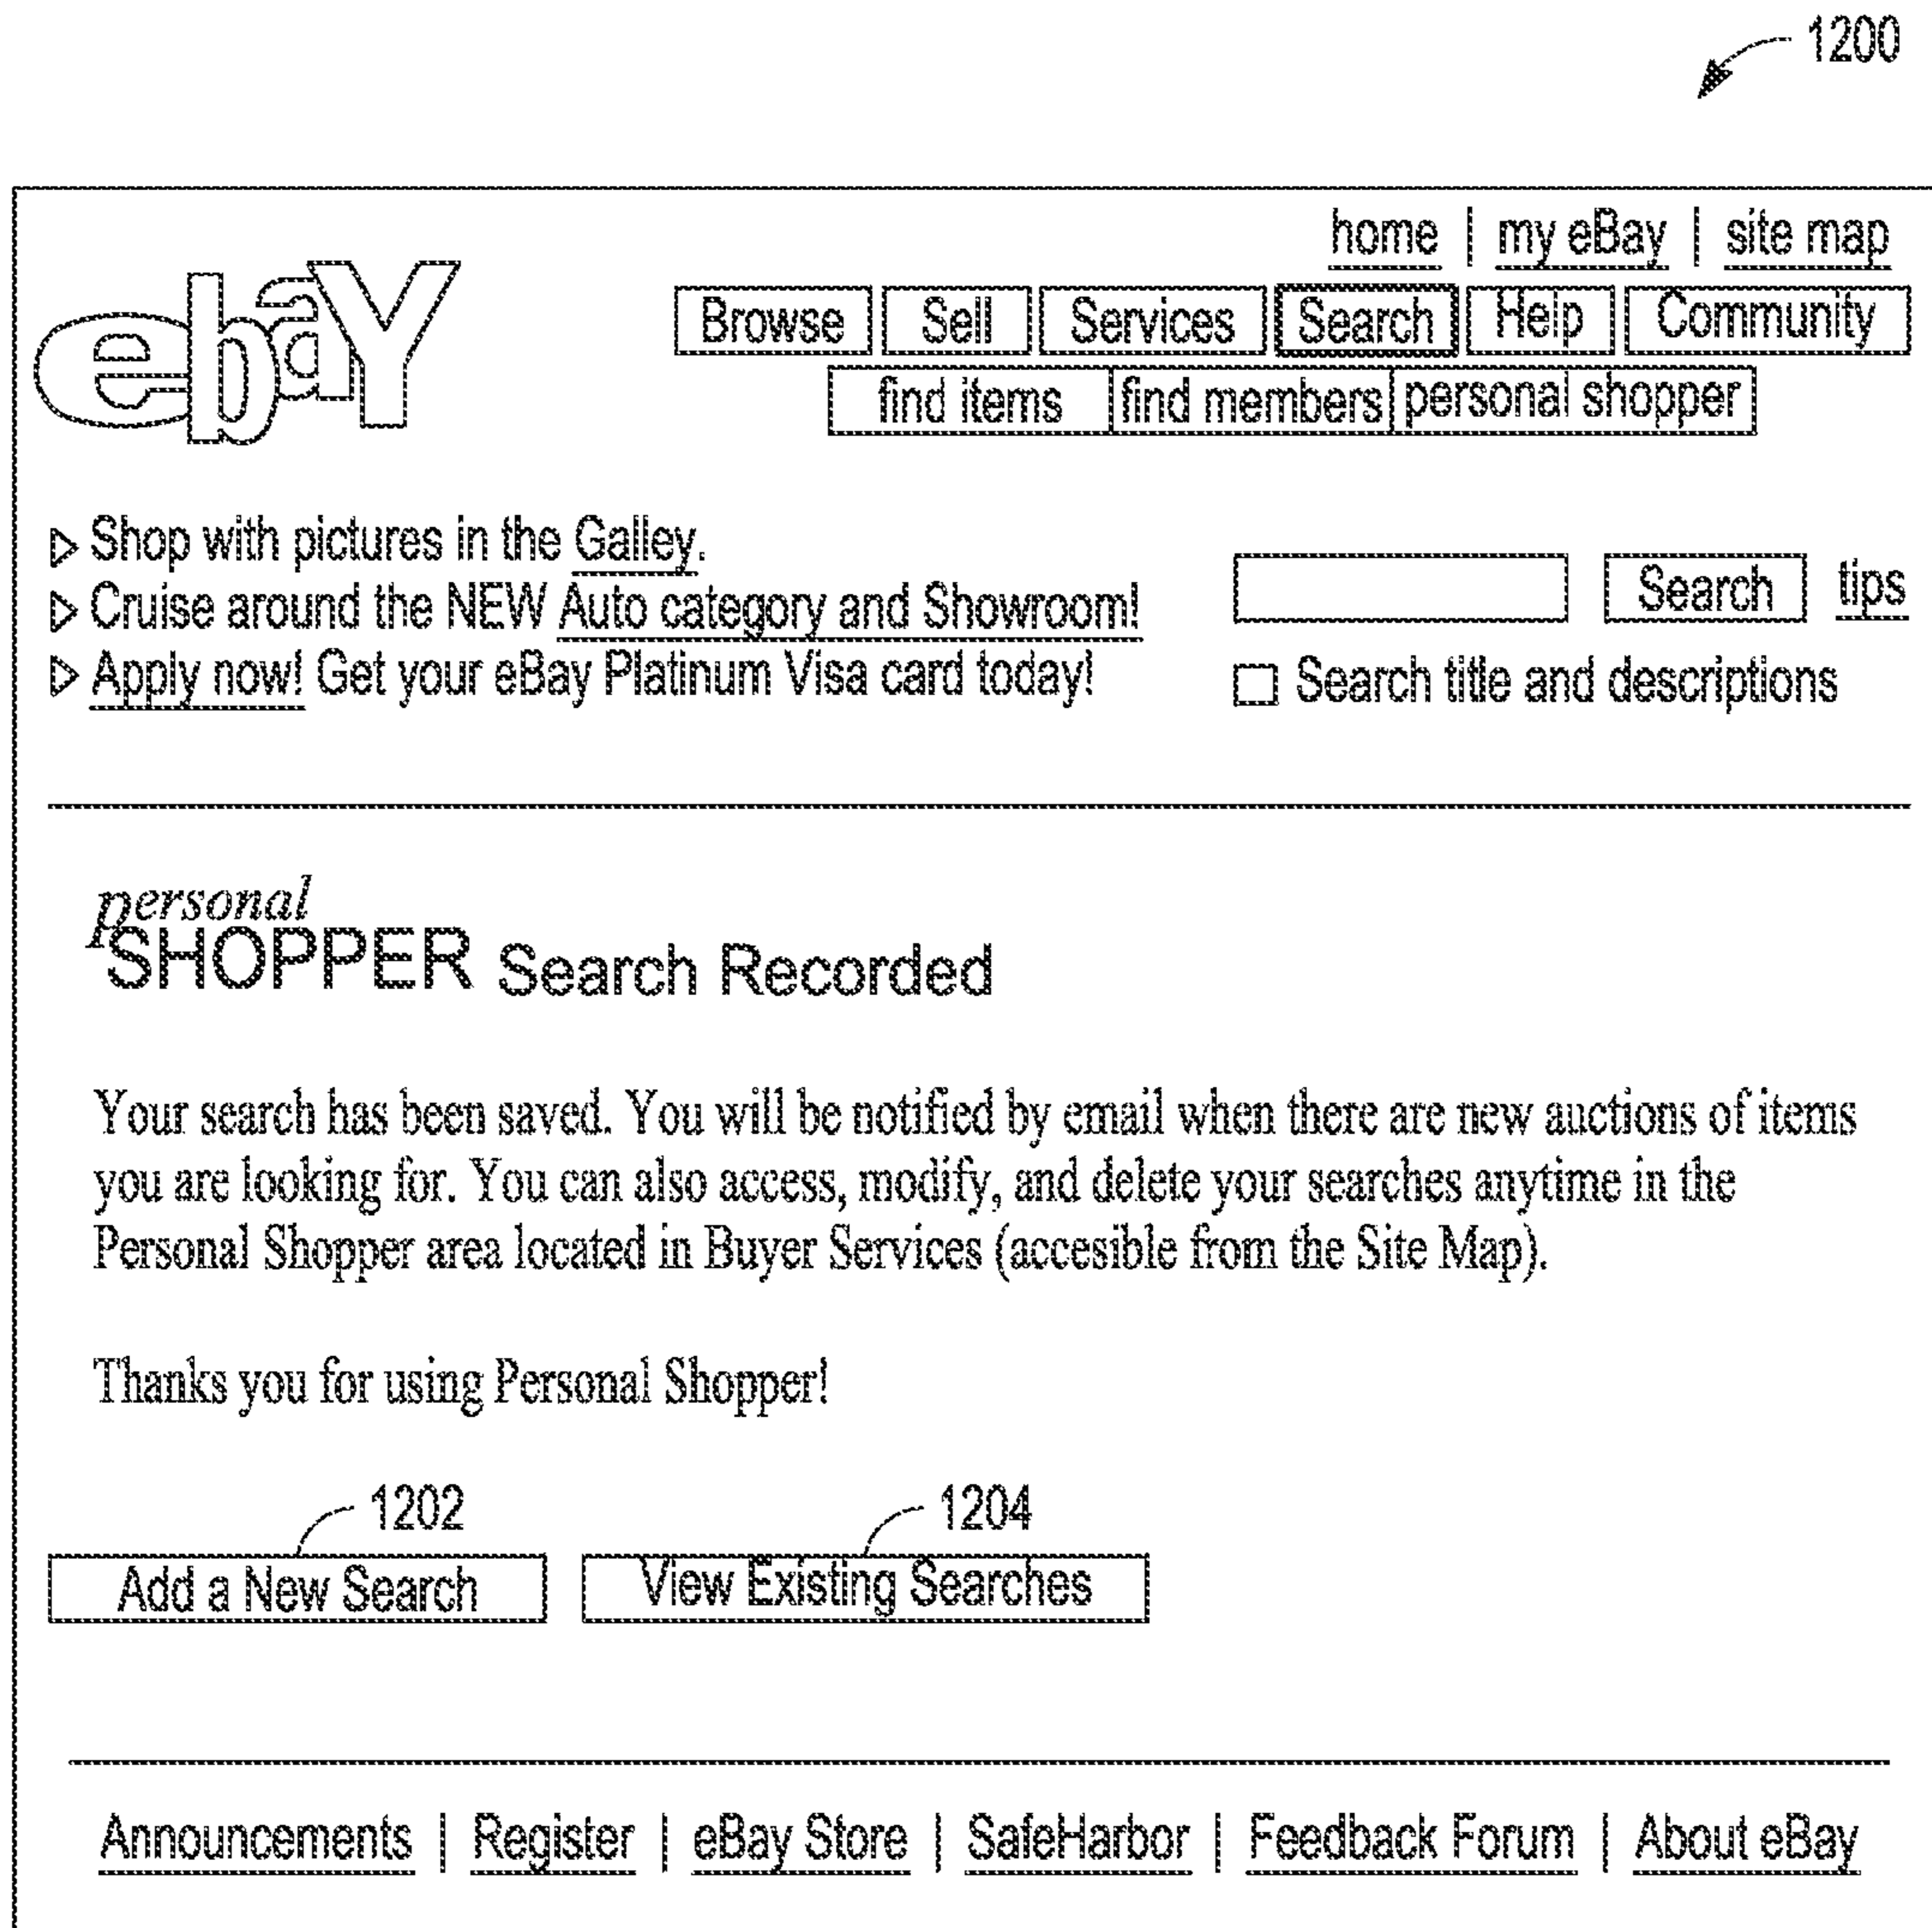 1200
home | my eBay | site map
ebaY
Browse Sell Services Search Help Community
find items find members personal shopper
Shop with pictures in the Galley.
Cruise around the NEW Auto category and Showroom!
Apply now! Get your eBay Platinum Visa card today!
Search tips
Search title and descriptions
personal
SHOPPER Search Recorded
Your search has been saved. You will be notified by email when there are new auctions of items
you are looking for. You can also access, modify, and delete your searches anytime in the
Personal Shopper area located in Buyer Services (accesible from the Site Map).
Thanks you for using Personal Shopper!
1202 1204
Add a New Search View Existing Searches
Announcements | Register | eBay Store | SafeHarbor | Feedback Forum | About eBay